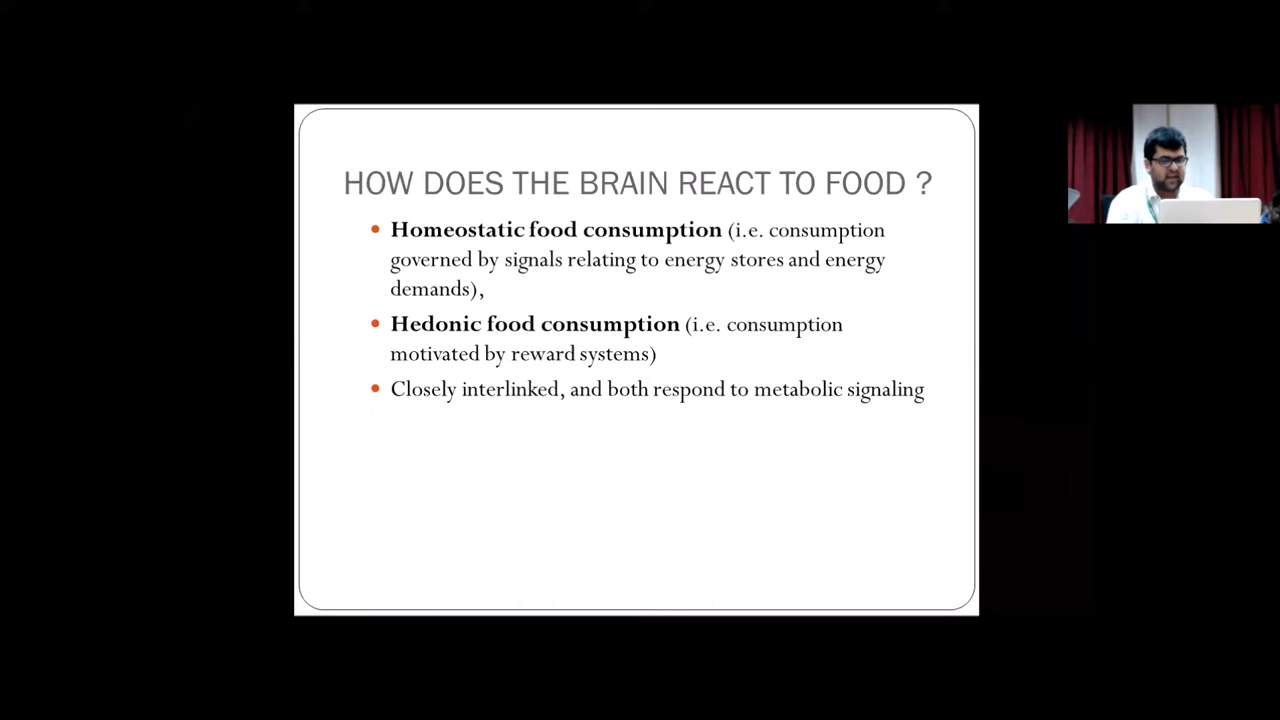 HOW DOES THE BRAIN REACT TO FOOD ?
• Homeostatic food consumption (i.e. consumption
governed by signals relating to energy stores and energy
demands),
• Hedonic food consumption (i.e. consumption
motivated by reward systems)
• Closely interlinked, and both respond to metabolic signaling